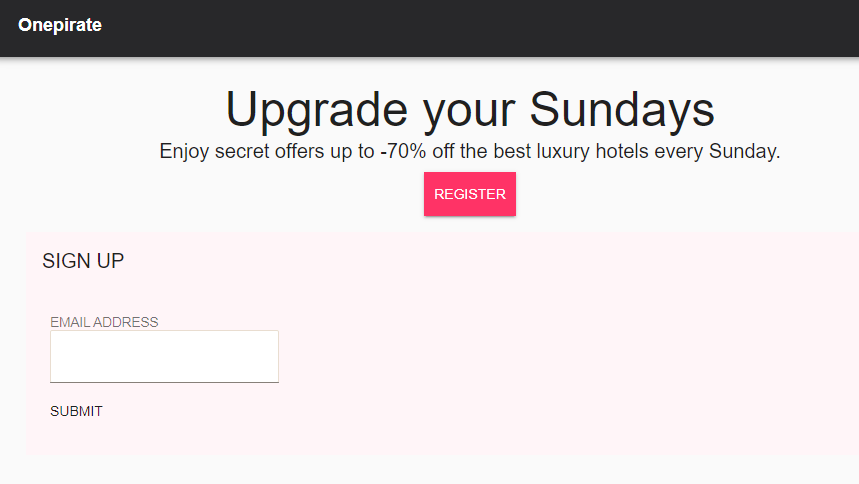 Onepirate
Upgrade your Sundays
Enjoy secret offers up to -70% off the best luxury hotels every Sunday.
REGISTER
SIGN UP
EMAIL ADDRESS
SUBMIT